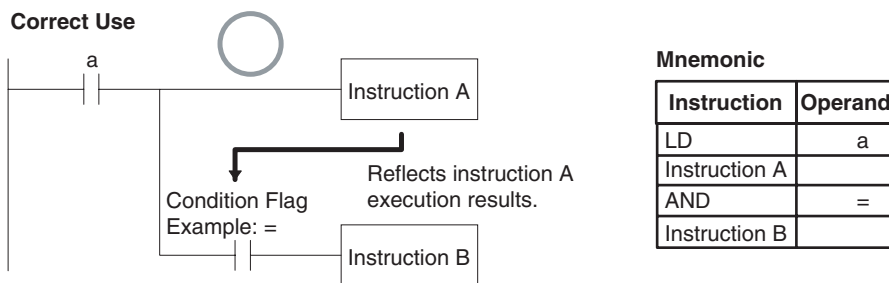 Correct Use
a
Instruction A
Reflects instruction A
execution results.
Condition Flag
Example: =
Instruction B
Mnemonic
Instruction Operand
LD a
Instruction A
AND =
Instruction B